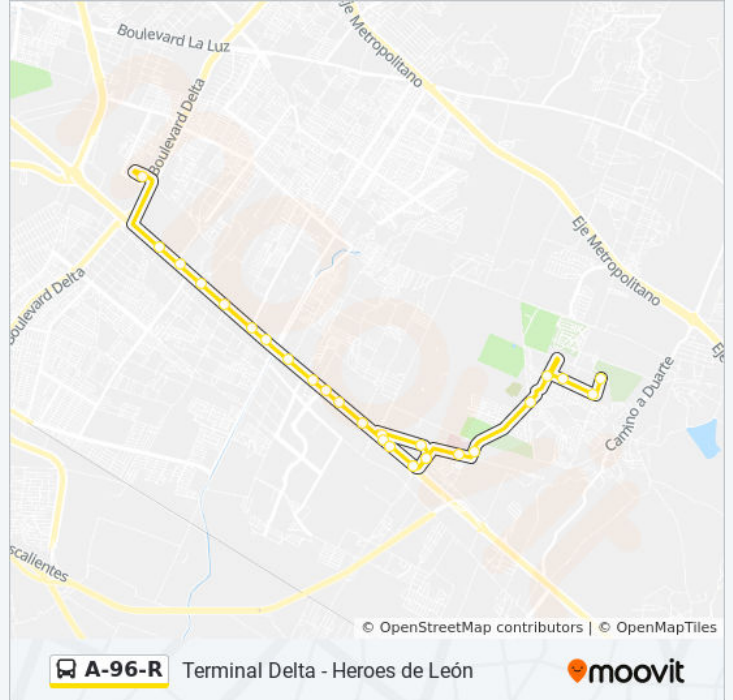 Boulevard La Luz
Eje Metropolitano
Boulevard Delta
Eje Metropolitano
Boulevard Delta
Camino a Duarte
scalientes
© OpenStreetMap contributors | © OpenMapTiles
A-96-R Terminal Delta - Heroes de León
moovit